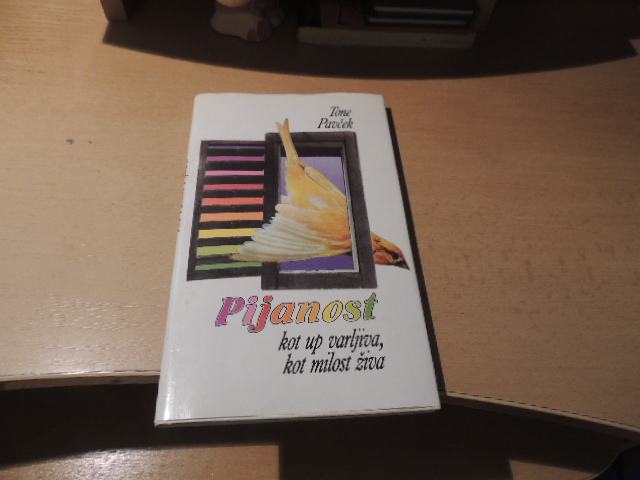 Tone
Pavček
Pijanost
kot up varljiva,
kot milost živa